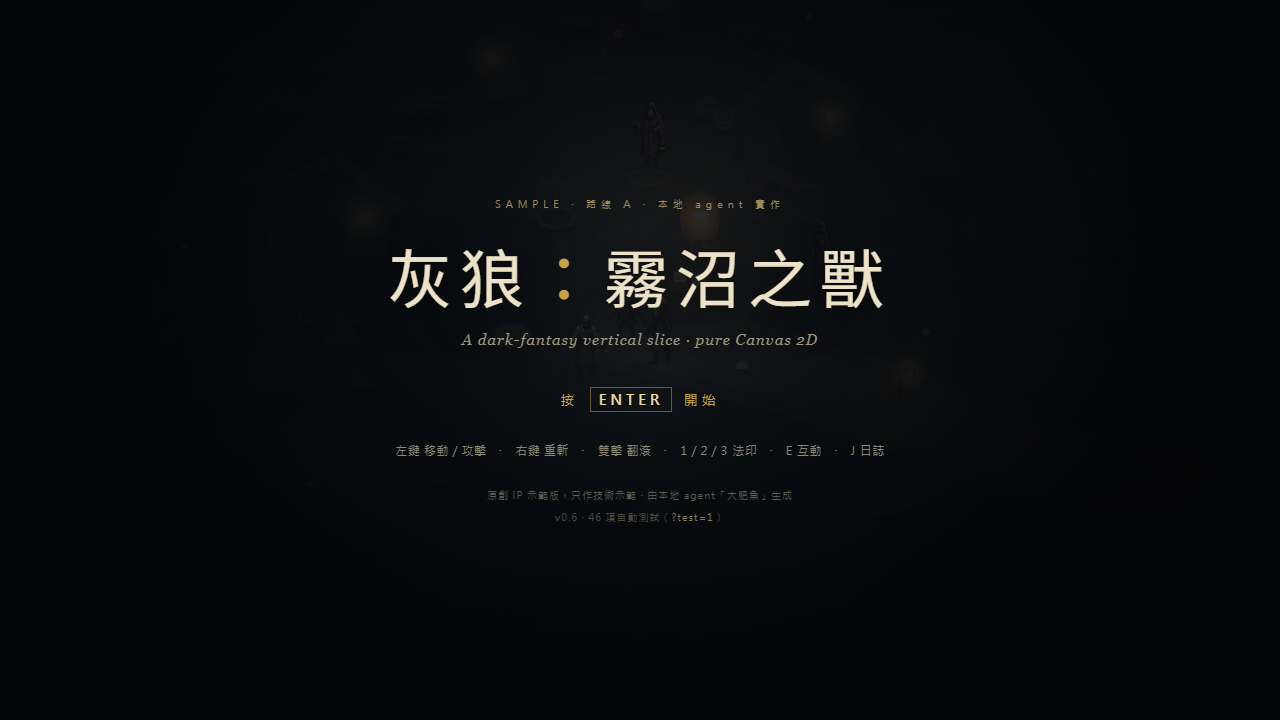 SAMPLE · 路線 A · 本地 agent 實作
灰狼：霧沼之獸
A dark-fantasy vertical slice · pure Canvas 2D
按 ENTER 開始
左鍵 移動 / 攻擊 · 右鍵 重斬 · 雙擊 翻滾 · 1 / 2 / 3 法印 · E 互動 · J 日誌
原創 IP 示範版，只作技術示範 · 由本地 agent「大肥魚」生成
v0.6 · 46 項自動測試（ ?test=1 ）